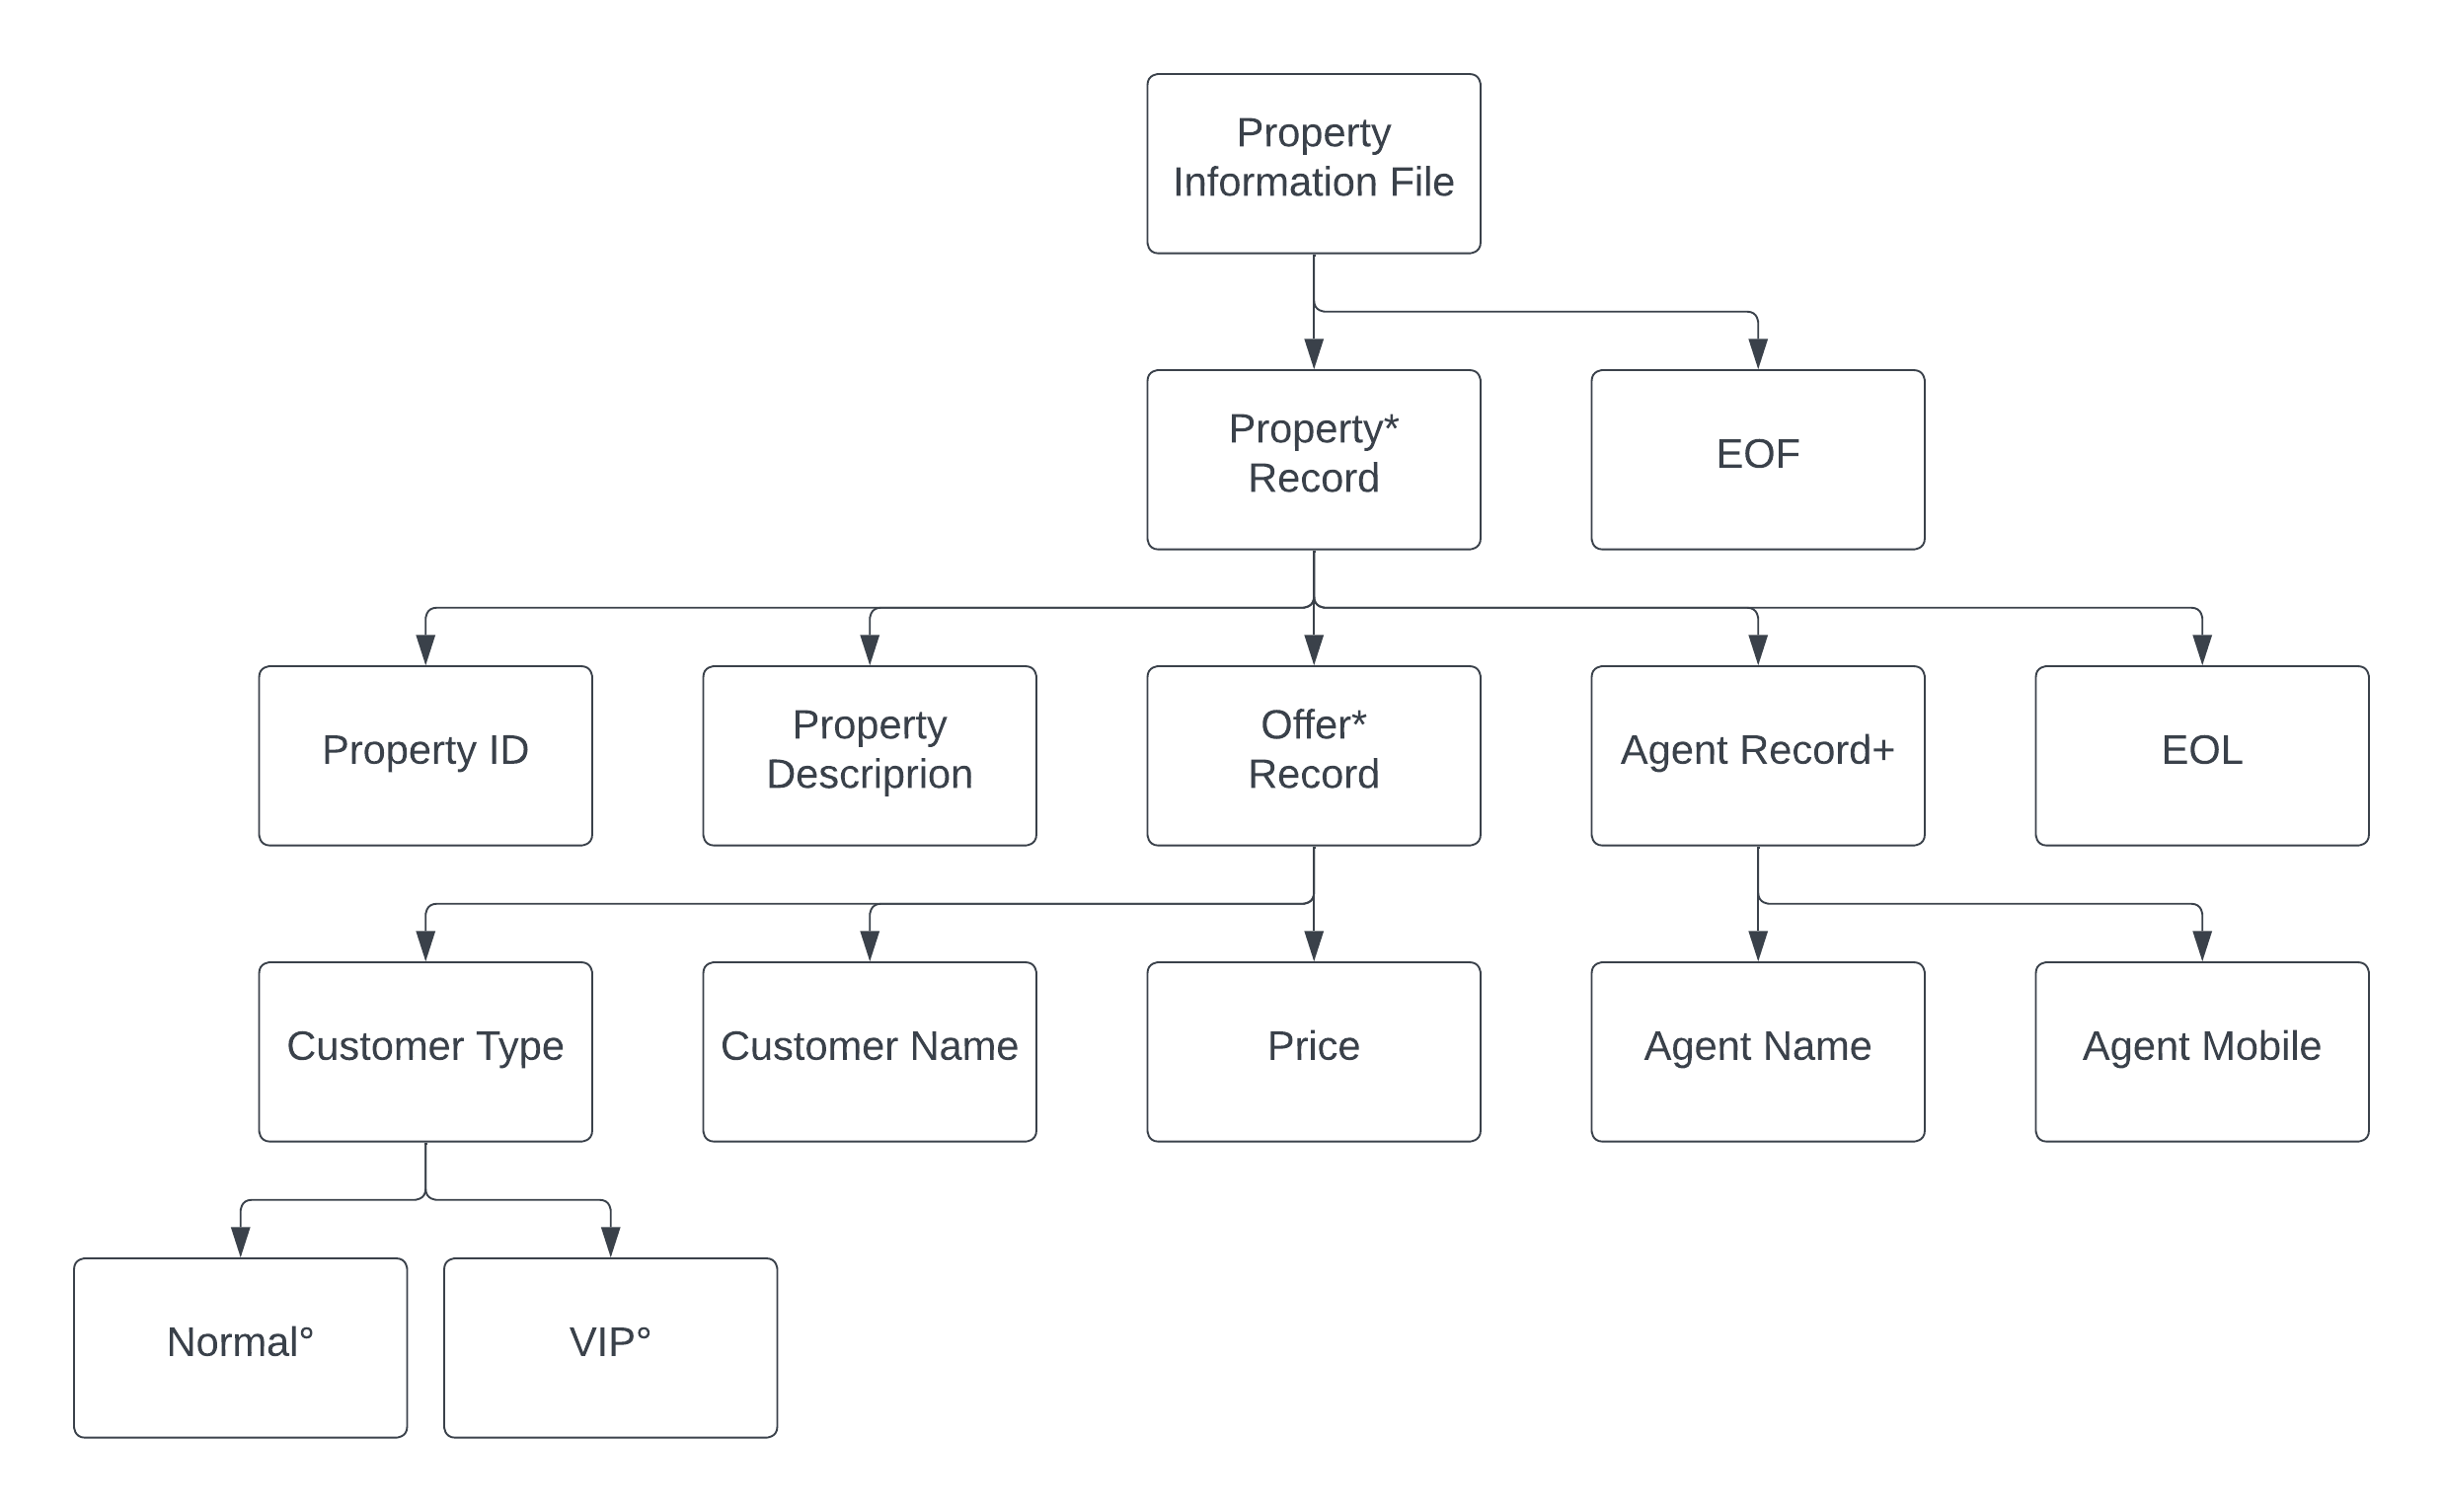 Property
Information File
Property*
Record
EOF
Property ID
Property
Descriprion
Offer*
Record
Agent Record+
EOL
Customer Type
Customer Name
Price
Agent Name
Agent Mobile
Normal°
VIP°